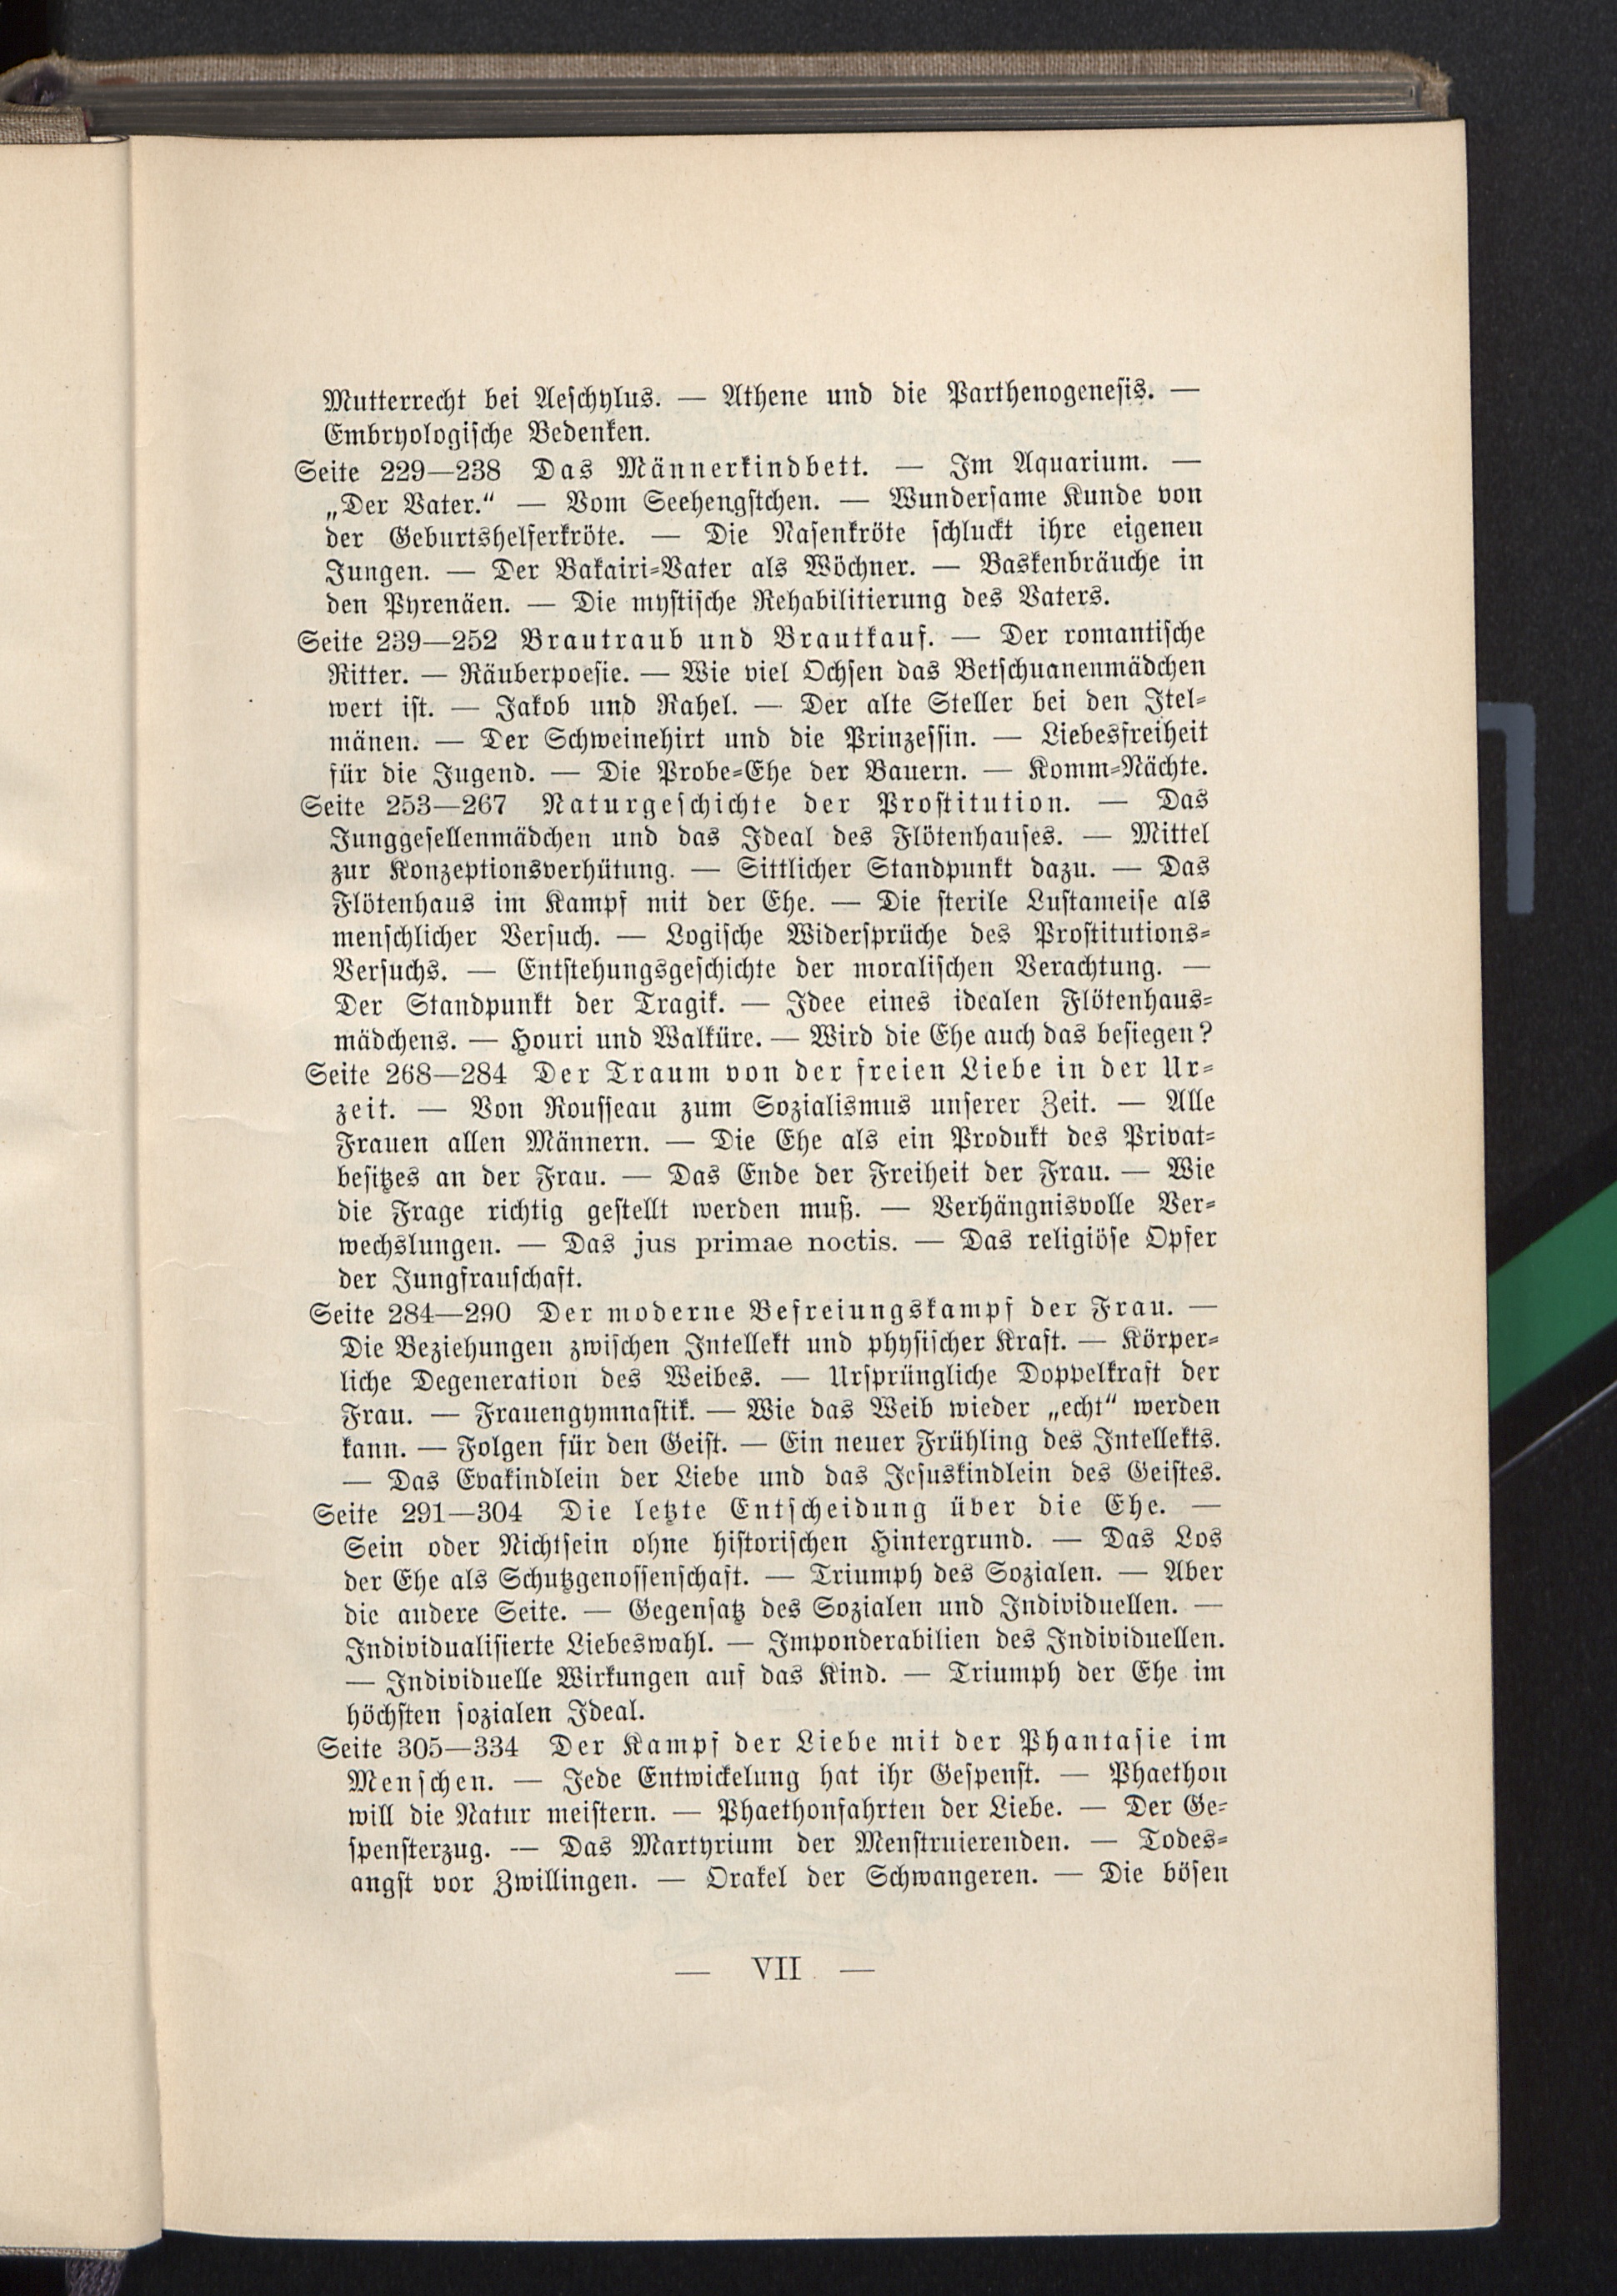 Mutterrecht bei Aeschylus. — Athene und die Parthenogenesis. —
Embryologische Bedenken.
Seite 229—238 Das Männerkindbett. — Im Aquarium. —
„Der Vater.“ — Vom Seehengstchen. — Wundersame Kunde von
der Geburtshelferkröte. — Die Nasenkröte schluckt ihre eigenen
Jungen. — Der Bakairi-Vater als Wöchner. — Baskenbräuche in
den Pyrenäen. — Die mystische Rehabilitierung des Vaters.
Seite 239—252 Brautraub und Brautkauf. — Der romantische
Ritter. — Räuberpoesie. — Wie viel Ochsen das Betschuanenmädchen
wert ist. — Jakob und Rahel. — Der alte Steller bei den Itel-
mänen. — Der Schweinehirt und die Prinzessin. — Liebesfreiheit
für die Jugend. — Die Probe-Ehe der Bauern. — Komm-Nächte.
Seite 253—267 Naturgeschichte der Prostitution. — Das
Junggesellenmädchen und das Ideal des Flötenhauses. — Mittel
zur Konzeptionsverhütung. — Sittlicher Standpunkt dazu. — Das
Flötenhaus im Kampf mit der Ehe. — Die sterile Lustameise als
menschlicher Versuch. — Logische Widersprüche des Prostitutions-
Versuchs. — Entstehungsgeschichte der moralischen Verachtung. —
Der Standpunkt der Tragik. — Idee eines idealen Flötenhaus-
mädchens. — Houri und Walküre. — Wird die Ehe auch das besiegen?
Seite 268—284 Der Traum von der freien Liebe in der Ur-
zeit. — Von Rousseau zum Sozialismus unserer Zeit. — Alle
Frauen allen Männern. — Die Ehe als ein Produkt des Privat-
besitzes an der Frau. — Das Ende der Freiheit der Frau. — Wie
die Frage richtig gestellt werden muß. — Verhängnisvolle Ver-
wechslungen. — Das jus primae noctis. — Das religiöse Opfer
der Jungfrauschaft.
Seite 284—290 Der moderne Befreiungskampf der Frau. —
Die Beziehungen zwischen Intellekt und physischer Kraft. — Körper-
liche Degeneration des Weibes. — Ursprüngliche Doppelkraft der
Frau. — Frauengymnastik. — Wie das Weib wieder „echt“ werden
kann. — Folgen für den Geist. — Ein neuer Frühling des Intellekts.
— Das Evakindlein der Liebe und das Jesuskindlein des Geistes.
Seite 291—304 Die letzte Entscheidung über die Ehe. —
Sein oder Nichtsein ohne historischen Hintergrund. — Das Los
der Ehe als Schutzgenossenschaft. — Triumph des Sozialen. — Aber
die andere Seite. — Gegensatz des Sozialen und Individuellen. —
Individualisierte Liebeswahl. — Imponderabilien des Individuellen.
— Individuelle Wirkungen auf das Kind. — Triumph der Ehe im
höchsten sozialen Ideal.
Seite 305—334 Der Kampf der Liebe mit der Phantasie im
Menschen. — Jede Entwickelung hat ihr Gespenst. — Phaethon
will die Natur meistern. — Phaethonfahrten der Liebe. — Der Ge-
spensterzug. — Das Martyrium der Menstruierenden. — Todes-
angst vor Zwillingen. — Orakel der Schwangeren. — Die bösen
— VII —